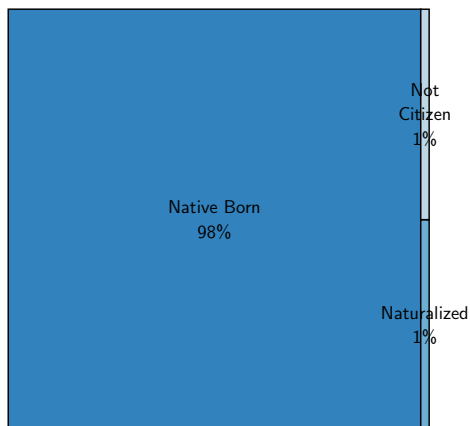 Not
Citizen
1%
Native Born
98%
Naturalized
1%